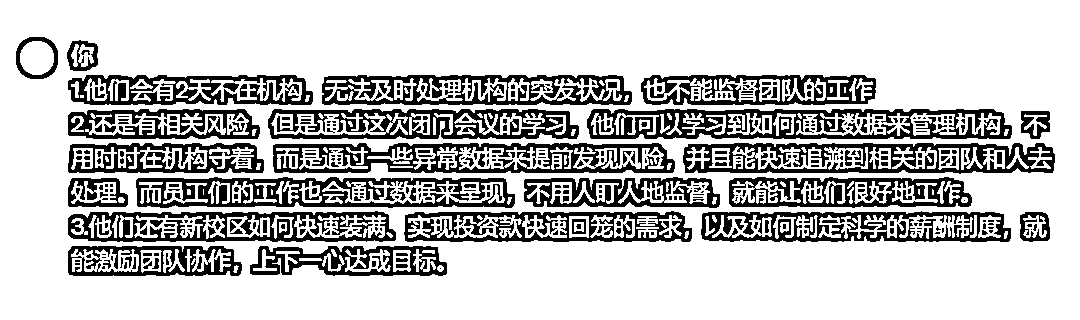 你
1.他们会有2天不在机构，无法及时处理机构的突发状况，也不能监督团队的工作
2.还是有相关风险，但是通过这次闭门会议的学习，他们可以学习到如何通过数据来管理机构，不
用时时在机构守着，而是通过一些异常数据来提前发现风险，并且能快速追溯到相关的团队和人去
处理。而员工们的工作也会通过数据来呈现，不用人盯人地监督，就能让他们很好地工作。
3.他们还有新校区如何快速装满、实现投资款快速回笼的需求，以及如何制定科学的薪酬制度，就
能激励团队协作，上下一心达成目标。